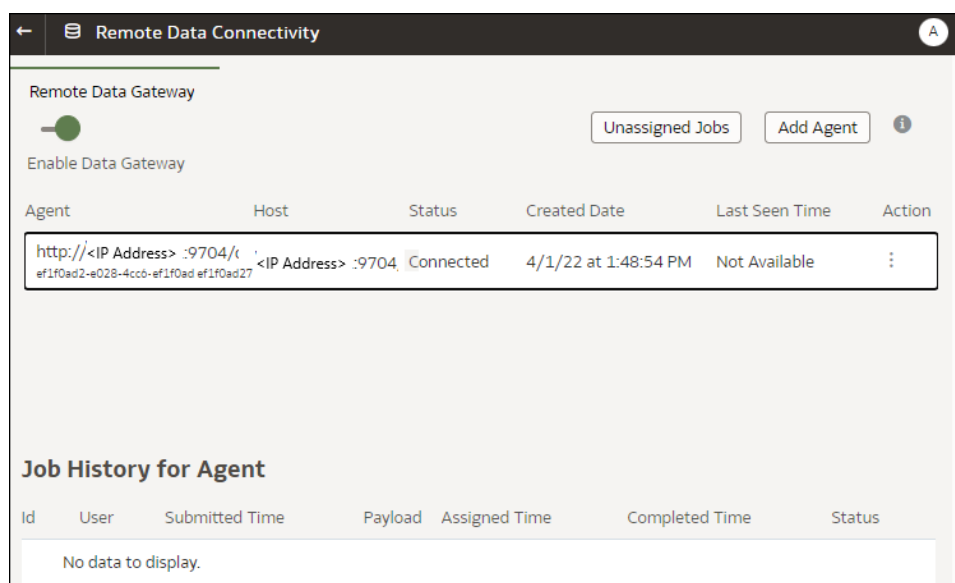 Remote Data Connectivity
A
Remote Data Gateway
Unassigned Jobs Add Agent
Enable Data Gateway
Agent Host Status Created Date Last Seen Time Action
http://<IP Address> .:9704/ <IP Address> .:9704 Connected 4/1/22 at 1:48:54 PM Not Available
ef1f0ad2-e028-4cc6-ef1f0ad ef1f0ad27
Job History for Agent
Id User Submitted Time Payload Assigned Time Completed Time Status
No data to display.